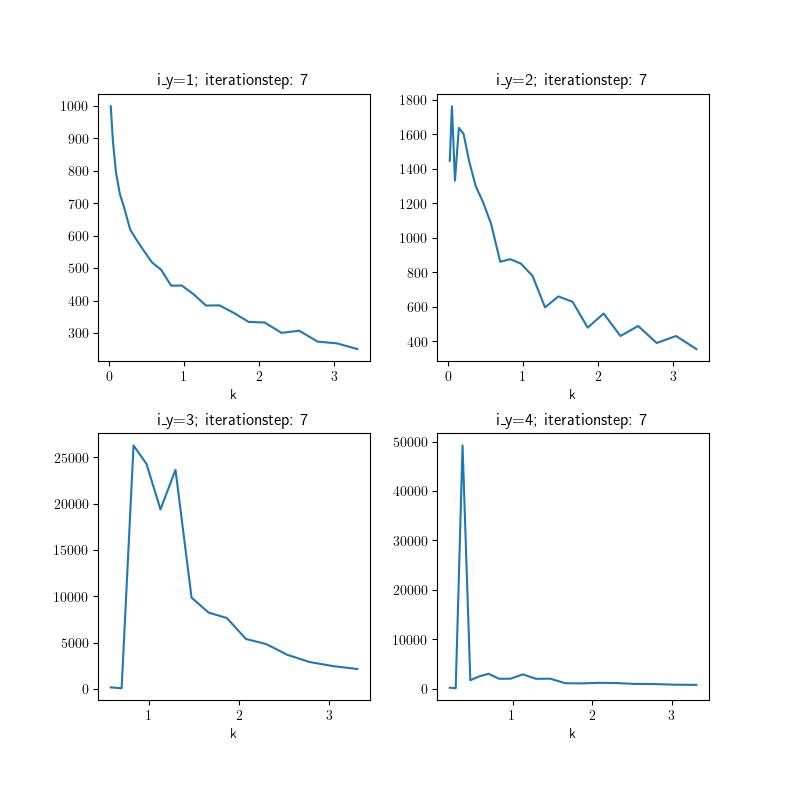 i_y=1; iterationstep: 7
1000
900
800
700
600
500
400
300
0 1 2 3
k
i_y=2; iterationstep: 7
1800
1600
1400
1200
1000
800
600
400
0 1 2 3
k
i_y=3; iterationstep: 7
25000
20000
15000
10000
5000
0
1 2 3
k
i_y=4; iterationstep: 7
50000
40000
30000
20000
10000
0
1 2 3
k